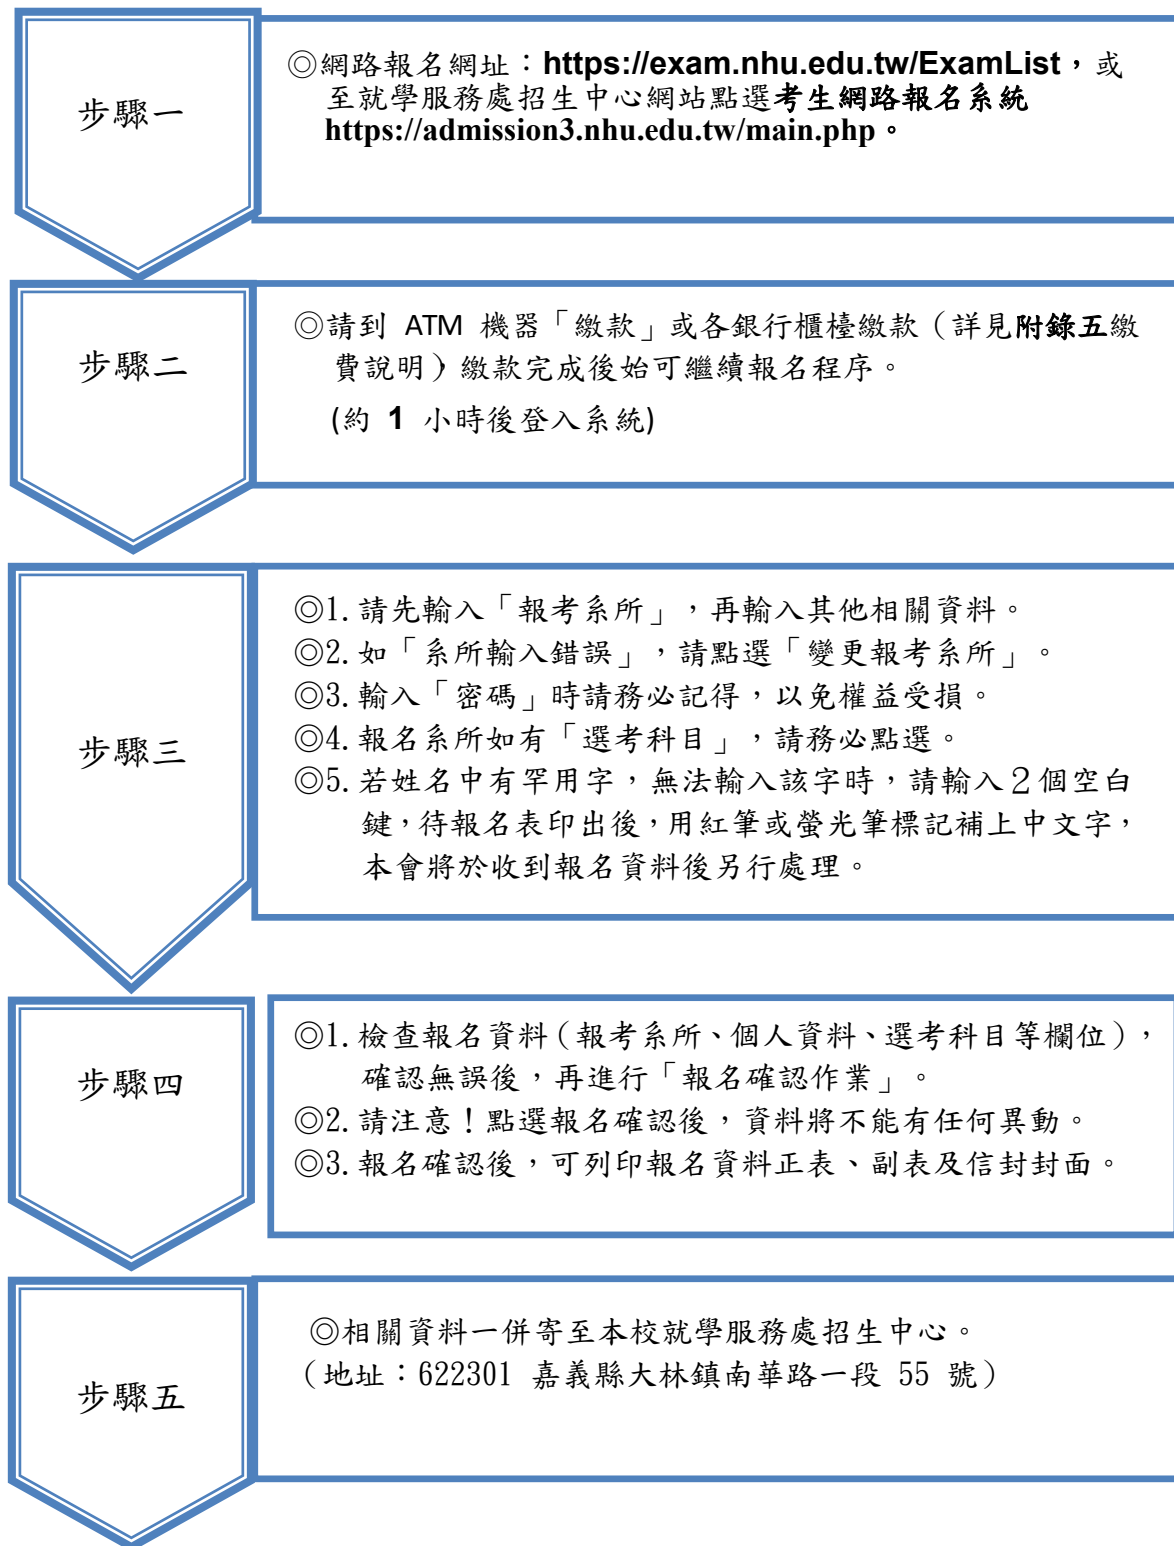 步驟一
◎網路報名網址：https://exam.nhu.edu.tw/ExamList，或
至就學服務處招生中心網站點選考生網路報名系統
https://admission3.nhu.edu.tw/main.php。
步驟二
◎請到 ATM 機器「繳款」或各銀行櫃檯繳款（詳見附錄五繳
費說明）繳款完成後始可繼續報名程序。
(約 1 小時後登入系統)
步驟三
◎1.請先輸入「報考系所」，再輸入其他相關資料。
◎2.如「系所輸入錯誤」，請點選「變更報考系所」。
◎3.輸入「密碼」時請務必記得，以免權益受損。
◎4.報名系所如有「選考科目」，請務必點選。
◎5.若姓名中有罕用字，無法輸入該字時，請輸入２個空白
鍵，待報名表印出後，用紅筆或螢光筆標記補上中文字，
本會將於收到報名資料後另行處理。
步驟四
◎1.檢查報名資料（報考系所、個人資料、選考科目等欄位），
確認無誤後，再進行「報名確認作業」。
◎2.請注意！點選報名確認後，資料將不能有任何異動。
◎3.報名確認後，可列印報名資料正表、副表及信封封面。
步驟五
◎相關資料一併寄至本校就學服務處招生中心。
（地址：622301 嘉義縣大林鎮南華路一段 55 號）